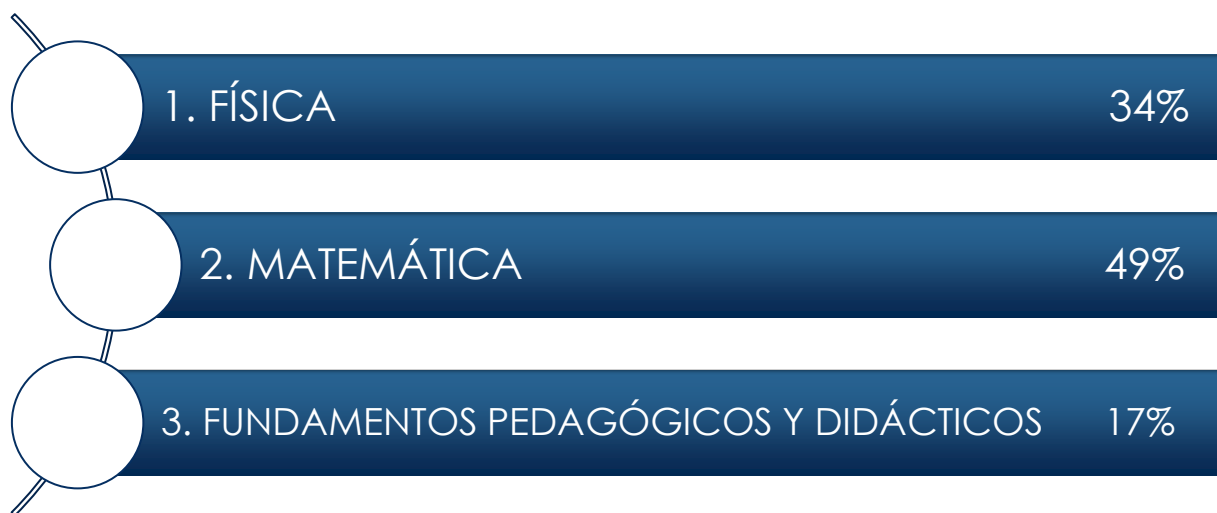 1. FÍSICA 34%
2. MATEMÁTICA 49%
3. FUNDAMENTOS PEDAGÓGICOS Y DIDÁCTICOS 17%